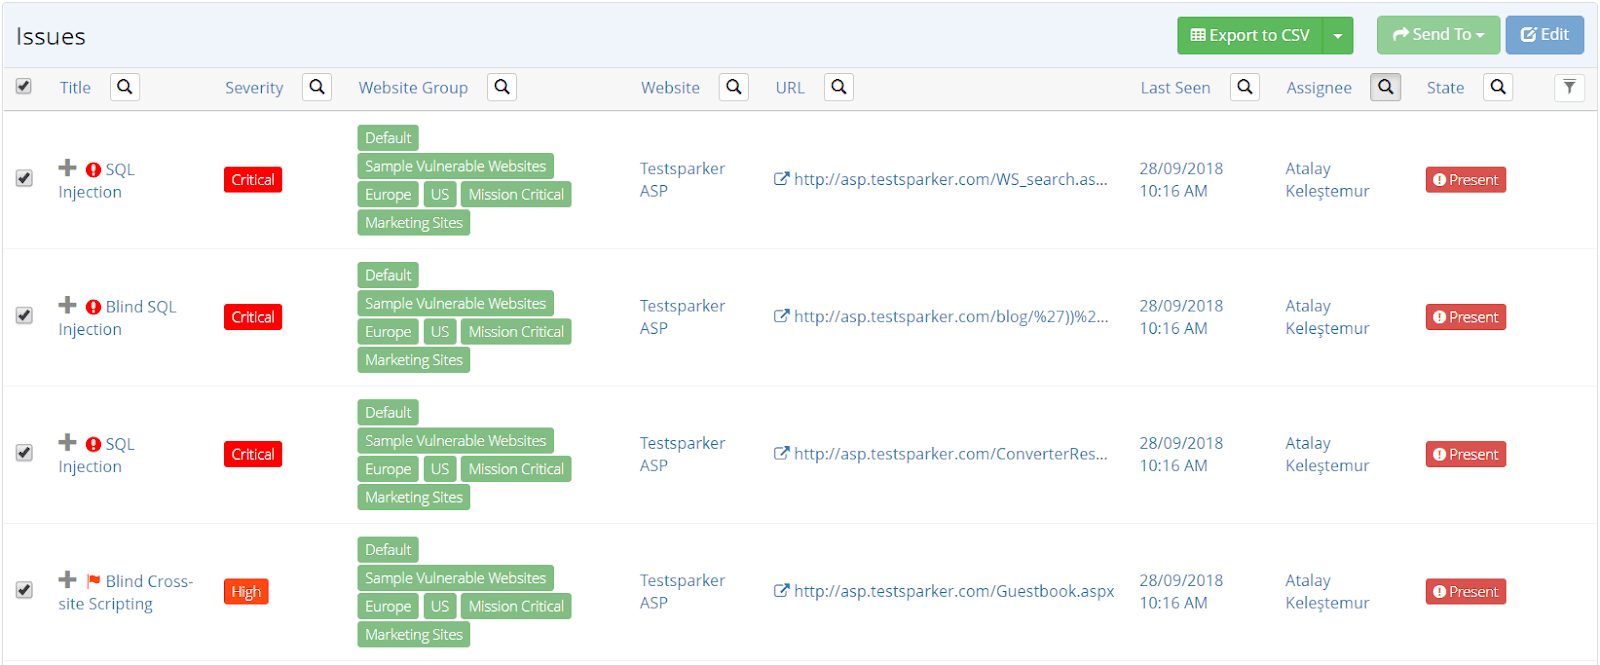 Issues
Export to CSV
Send To
Edit
Title
Severity
Website Group
Website
URL
Last Seen
Assignee
State
SQL
Injection
Critical
Default
Sample Vulnerable Websites
Europe US Mission Critical
Marketing Sites
Testsparker
ASP
http://asp.testsparker.com/WS_search.as...
28/09/2018
10:16 AM
Atalay
Keleştemur
Present
Blind SQL
Injection
Critical
Default
Sample Vulnerable Websites
Europe US Mission Critical
Marketing Sites
Testsparker
ASP
http://asp.testsparker.com/blog/%27))%2...
28/09/2018
10:16 AM
Atalay
Keleştemur
Present
SQL
Injection
Critical
Default
Sample Vulnerable Websites
Europe US Mission Critical
Marketing Sites
Testsparker
ASP
http://asp.testsparker.com/ConverterRes...
28/09/2018
10:16 AM
Atalay
Keleştemur
Present
Blind Cross-
site Scripting
High
Default
Sample Vulnerable Websites
Europe US Mission Critical
Marketing Sites
Testsparker
ASP
http://asp.testsparker.com/Guestbook.aspx
28/09/2018
10:16 AM
Atalay
Keleştemur
Present